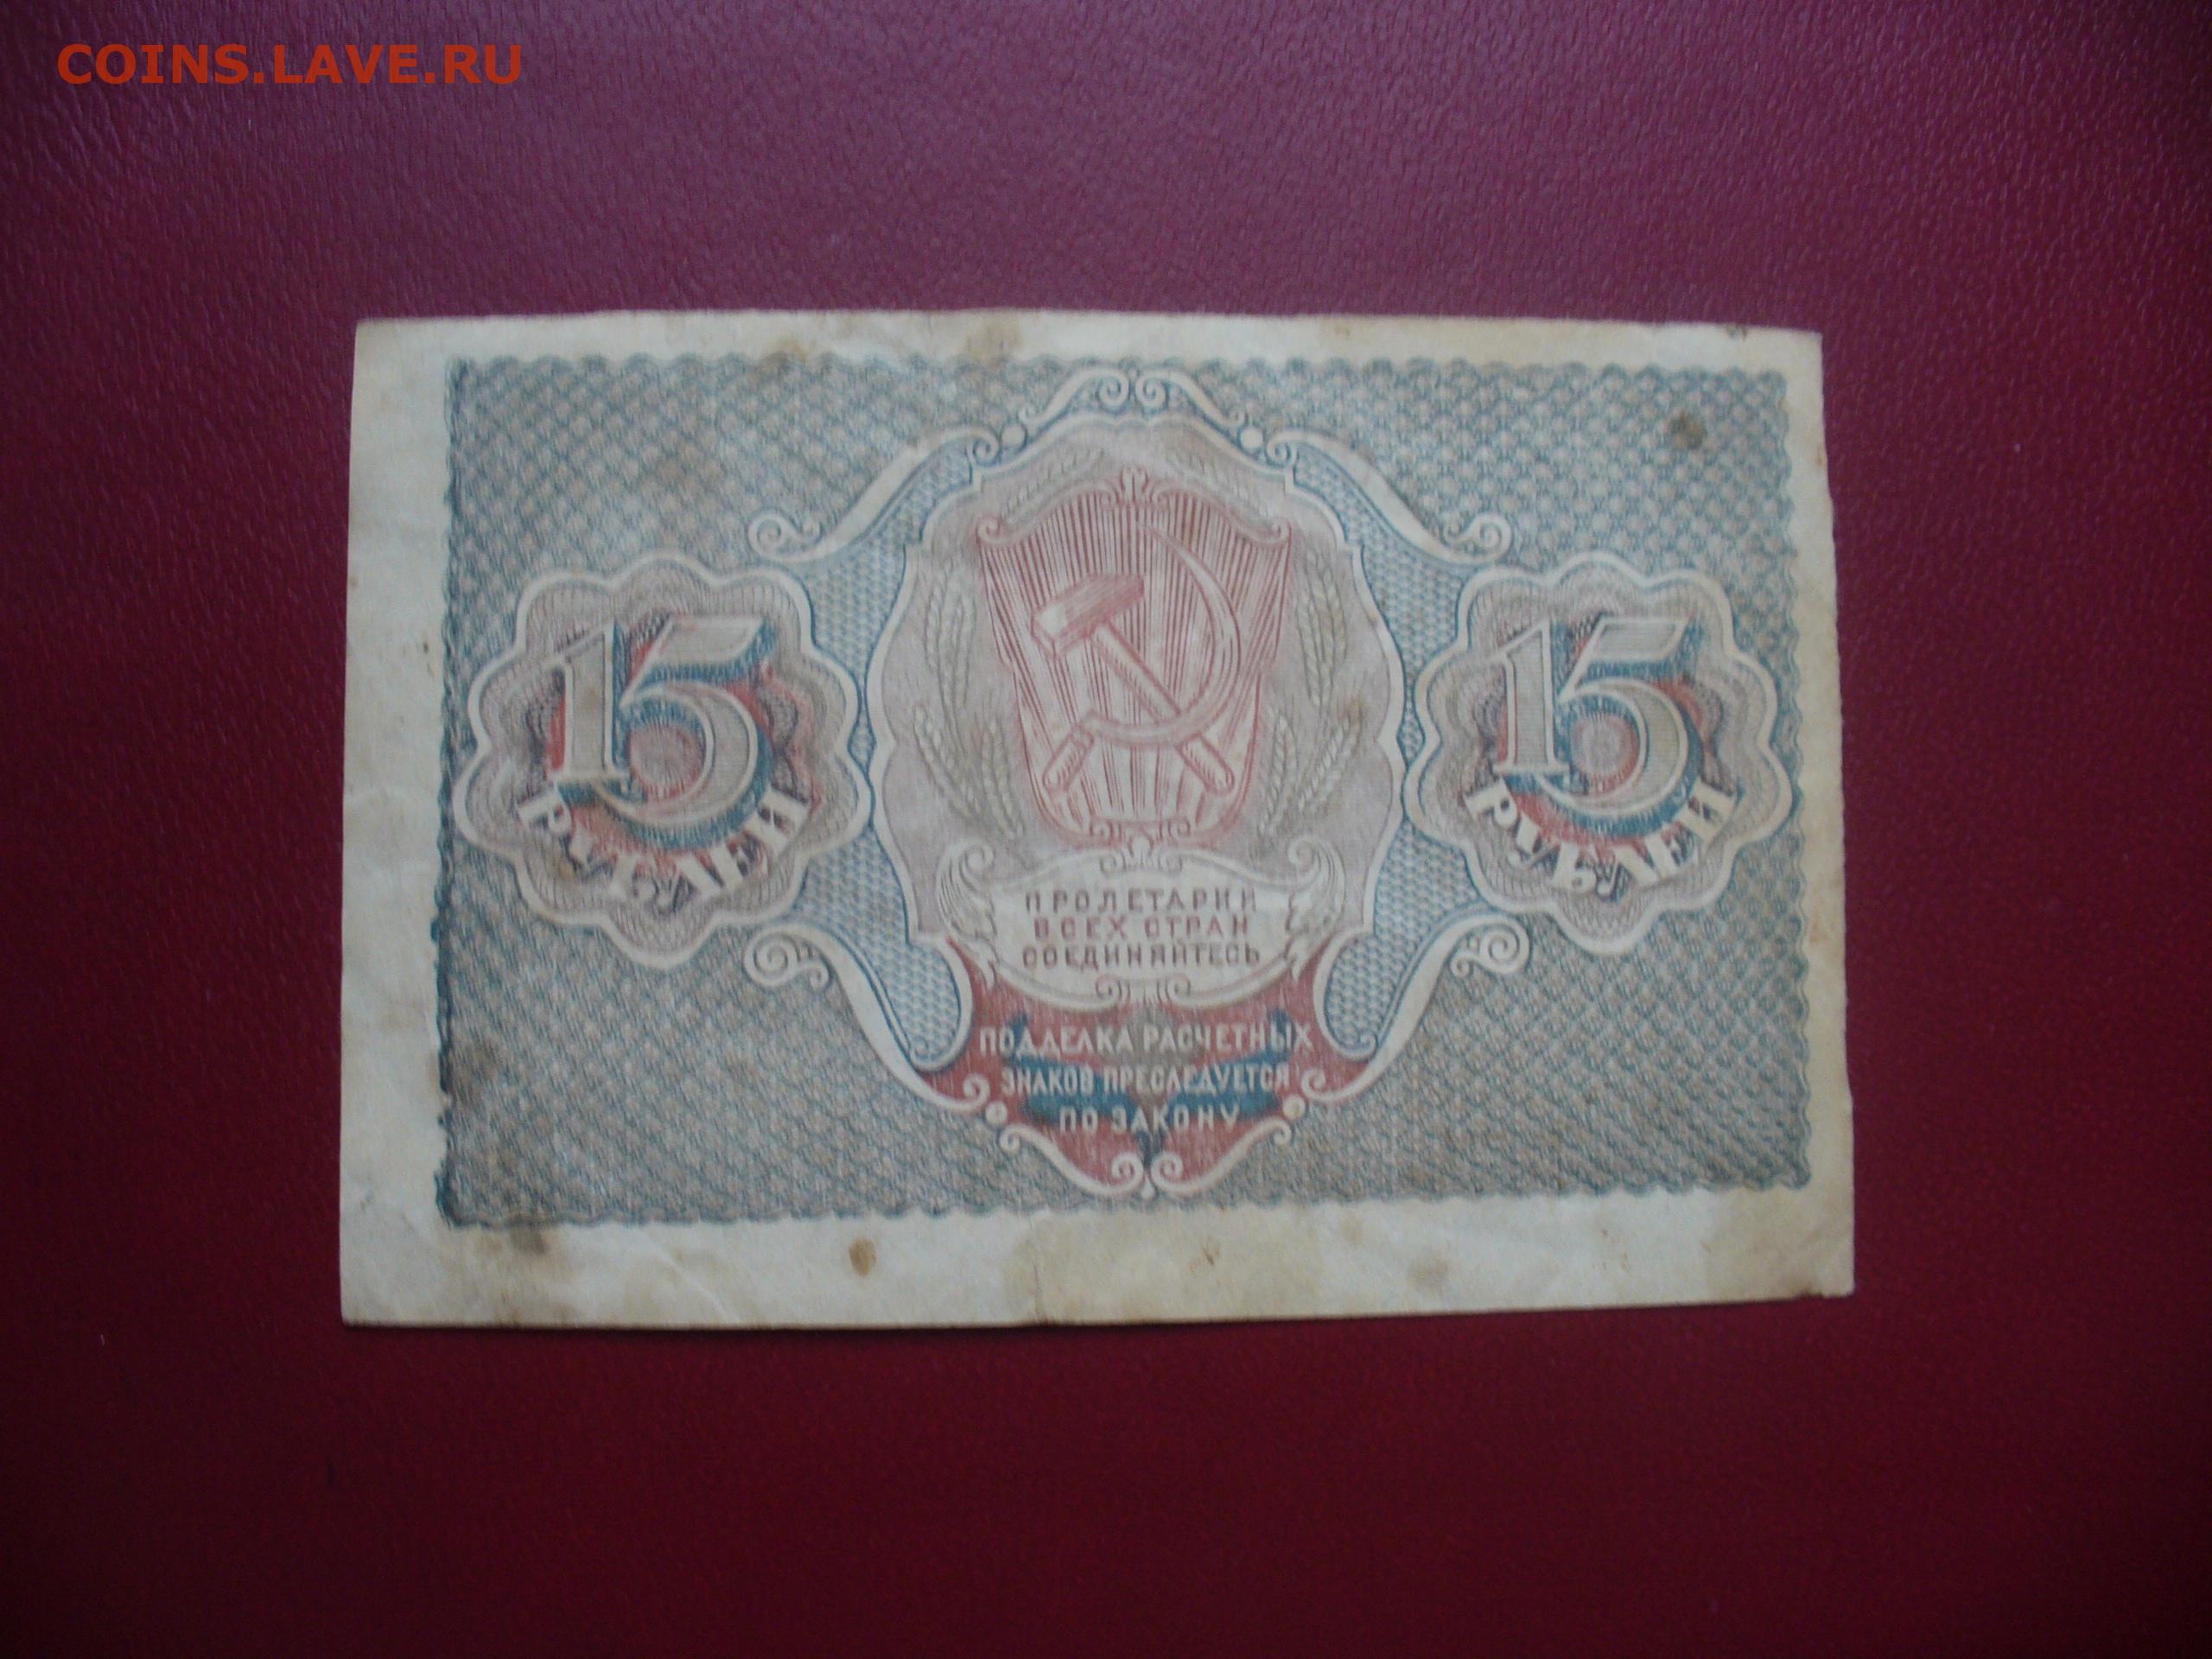 COINS.LAVE.RU
15
РУБЛЕЙ
15
РУБЛЕЙ
ПРОЛЕТАРИИ
ВСЕХ СТРАН
СОЕДИНЯЙТЕСЬ
ПОДДЕЛКА РАСЧЕТНЫХ
ЗНАКОВ ПРЕСЛЕДУЕТСЯ
ПО ЗАКОНУ